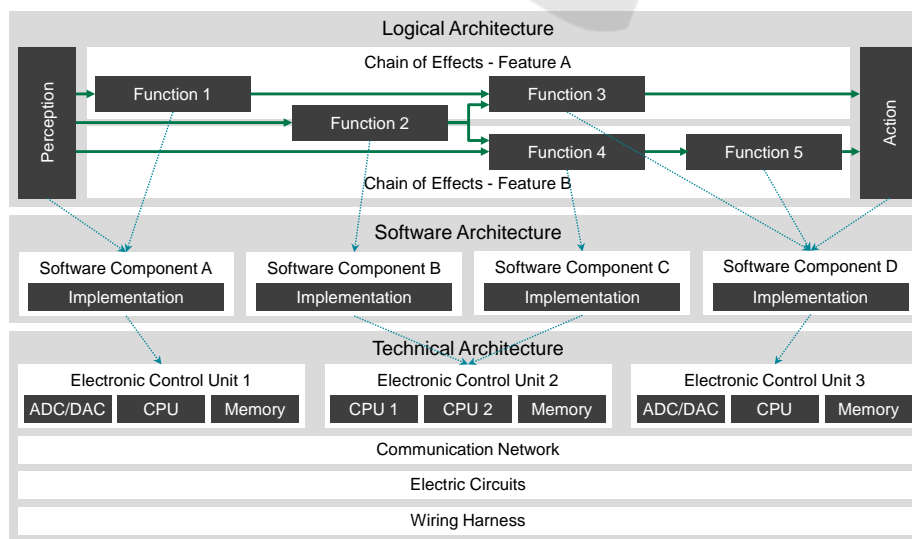 Logical Architecture
Chain of Effects - Feature A
Perception
Function 1
Function 3
Function 2
Action
Function 4
Function 5
Chain of Effects - Feature B
Software Architecture
Software Component A
Software Component B
Software Component C
Software Component D
Implementation
Implementation
Implementation
Implementation
Technical Architecture
Electronic Control Unit 1
Electronic Control Unit 2
Electronic Control Unit 3
ADC/DAC
CPU
Memory
CPU 1
CPU 2
Memory
ADC/DAC
CPU
Memory
Communication Network
Electric Circuits
Wiring Harness